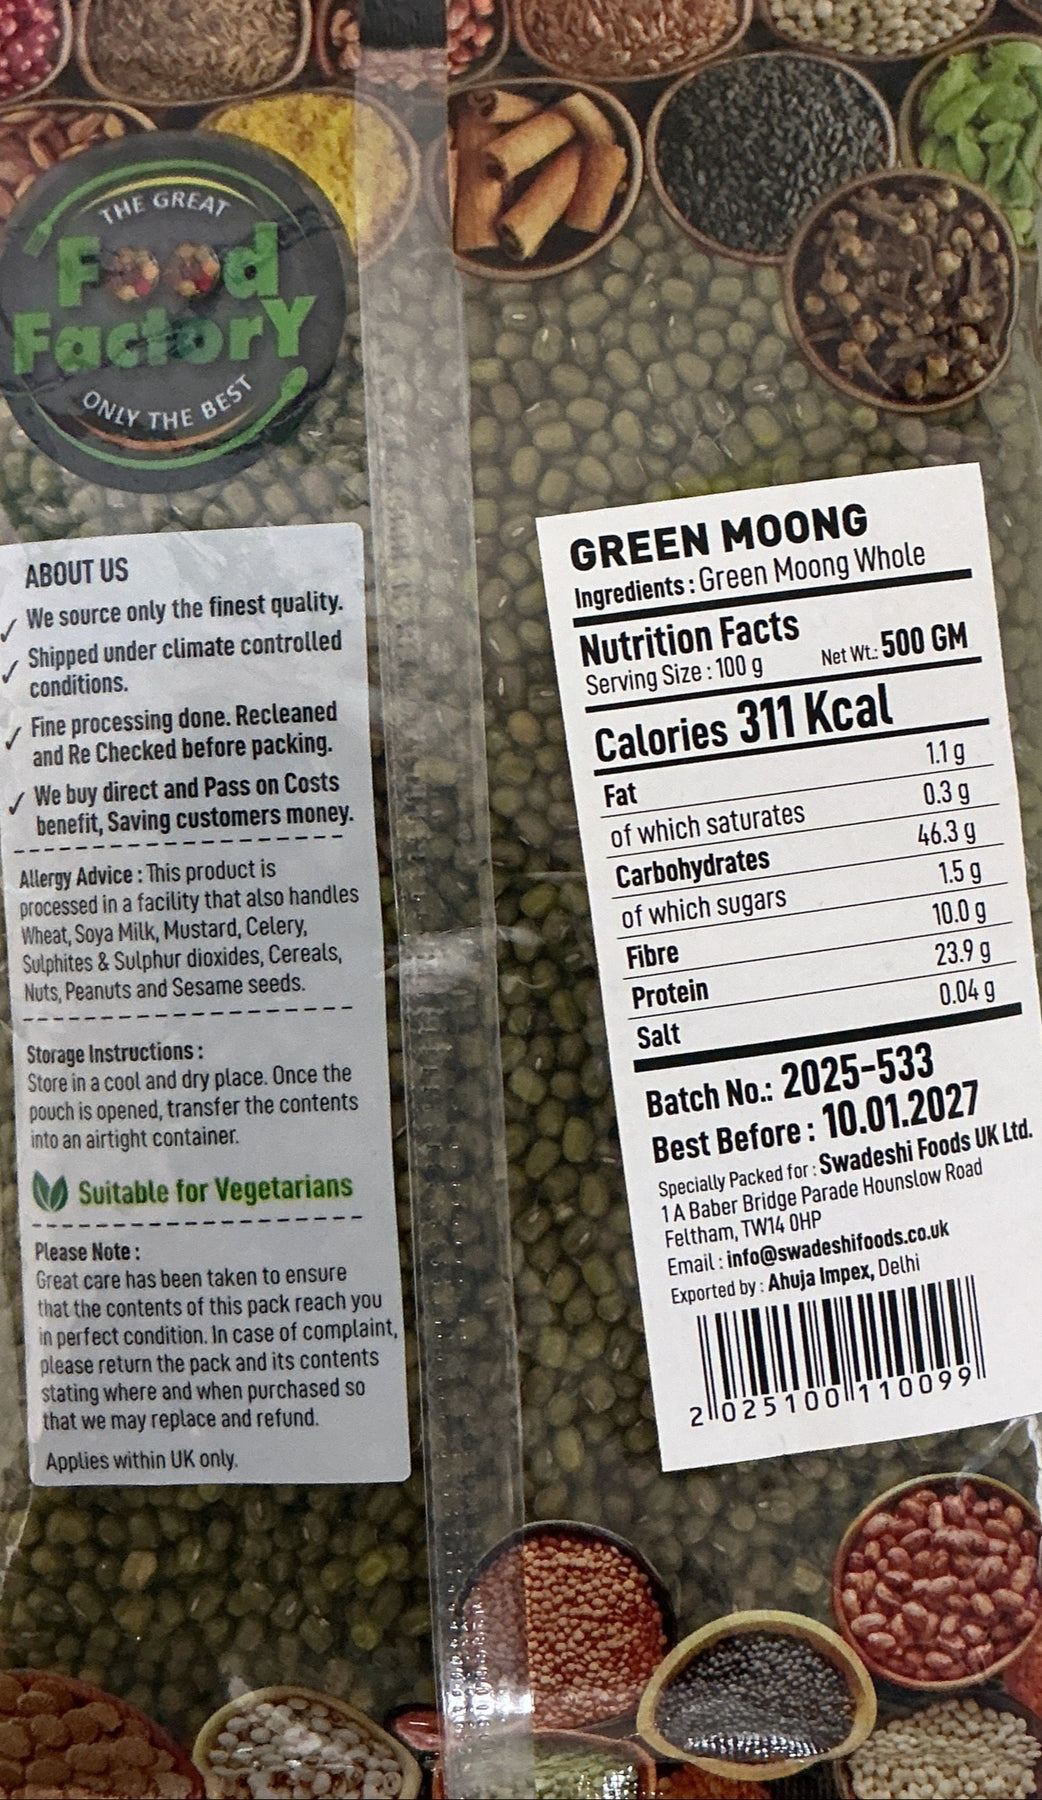 THE GREAT
Food
FactorY
ONLY THE BEST
ABOUT US
✓ We source only the finest quality.
✓ Shipped under climate controlled
conditions.
✓ Fine processing done. Recleaned
and Re Checked before packing.
✓ We buy direct and Pass on Costs
benefit, Saving customers money.
Allergy Advice : This product is
processed in a facility that also handles
Wheat, Soya Milk, Mustard, Celery,
Sulphites & Sulphur dioxides, Cereals,
Nuts, Peanuts and Sesame seeds.
Storage Instructions :
Store in a cool and dry place. Once the
pouch is opened, transfer the contents
into an airtight container.
Suitable for Vegetarians
Please Note :
Great care has been taken to ensure
that the contents of this pack reach you
in perfect condition. In case of complaint,
please return the pack and its contents
stating where and when purchased so
that we may replace and refund.
Applies within UK only.
GREEN MOONG
Ingredients : Green Moong Whole
Nutrition Facts
Serving Size : 100 g Net Wt.: 500 GM
Calories 311 Kcal
Fat 1.1 g
of which saturates 0.3 g
Carbohydrates 46.3 g
of which sugars 1.5 g
Fibre 10.0 g
Protein 23.9 g
Salt 0.04 g
Batch No.: 2025-533
Best Before : 10.01.2027
Specially Packed for : Swadeshi Foods UK Ltd.
1 A Baber Bridge Parade Hounslow Road
Feltham, TW14 0HP
Email : info@swadeshifoods.co.uk
Exported by : Ahuja Impex, Delhi
2 025100 110099